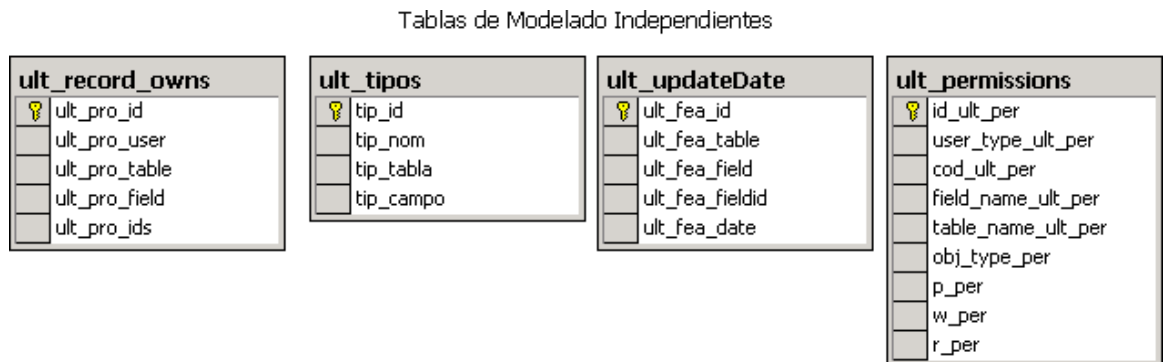 Tablas de Modelado Independientes
ult_record_owns
ult_pro_id
ult_pro_user
ult_pro_table
ult_pro_field
ult_pro_ids
ult_tipos
tip_id
tip_nom
tip_tabla
tip_campo
ult_updateDate
ult_fea_id
ult_fea_table
ult_fea_field
ult_fea_fieldid
ult_fea_date
ult_permissions
id_ult_per
user_type_ult_per
cod_ult_per
field_name_ult_per
table_name_ult_per
obj_type_per
p_per
w_per
r_per